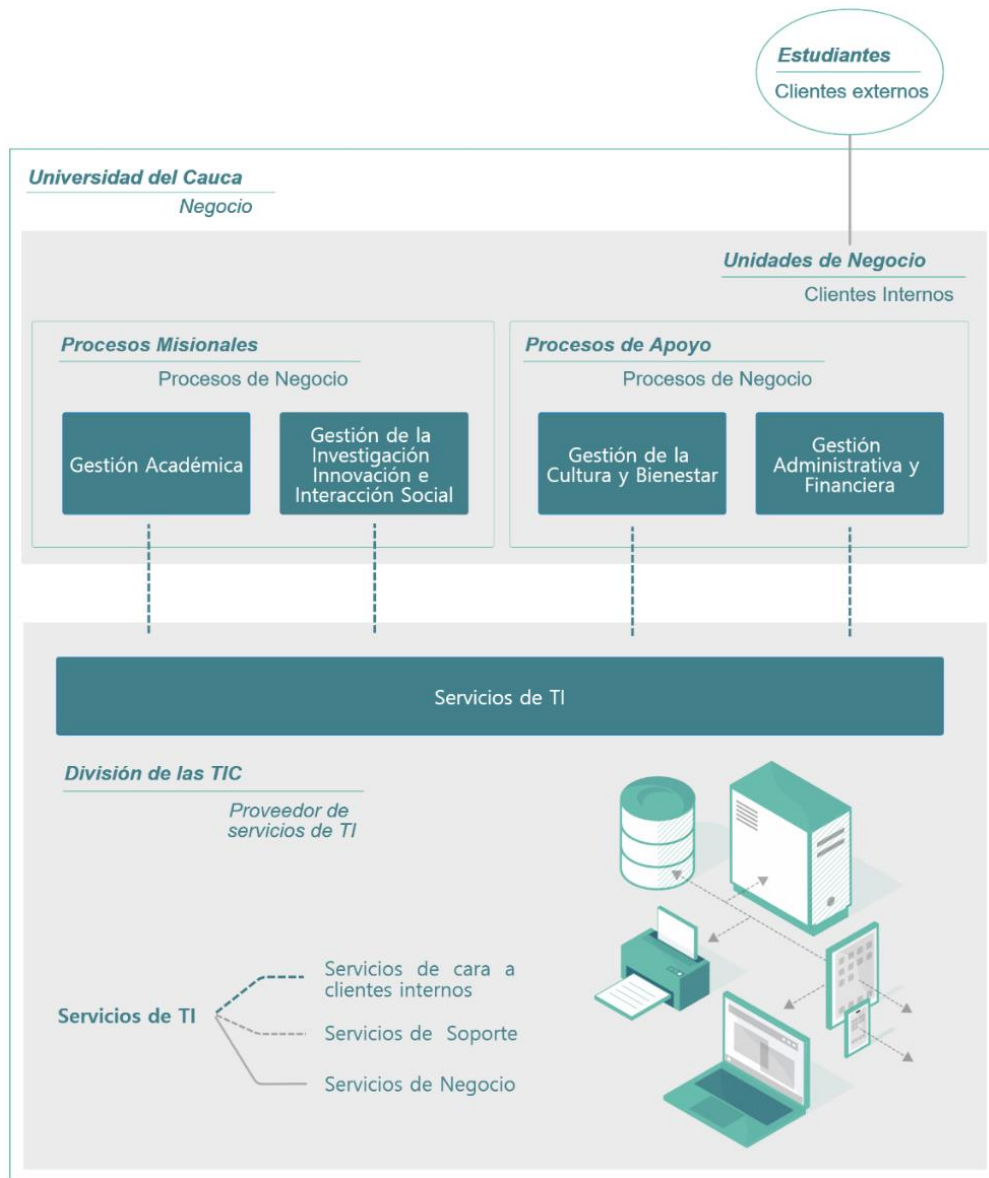 Estudiantes
Clientes externos
Universidad del Cauca
Negocio
Unidades de Negocio
Clientes Internos
Procesos Misionales
Procesos de Negocio
Gestión Académica
Gestión de la
Investigación
Innovación e
Interacción Social
Procesos de Apoyo
Procesos de Negocio
Gestión de la
Cultura y Bienestar
Gestión
Administrativa y
Financiera
Servicios de TI
División de las TIC
Proveedor de
servicios de TI
Servicios de TI
Servicios de cara a
clientes internos
Servicios de Soporte
Servicios de Negocio